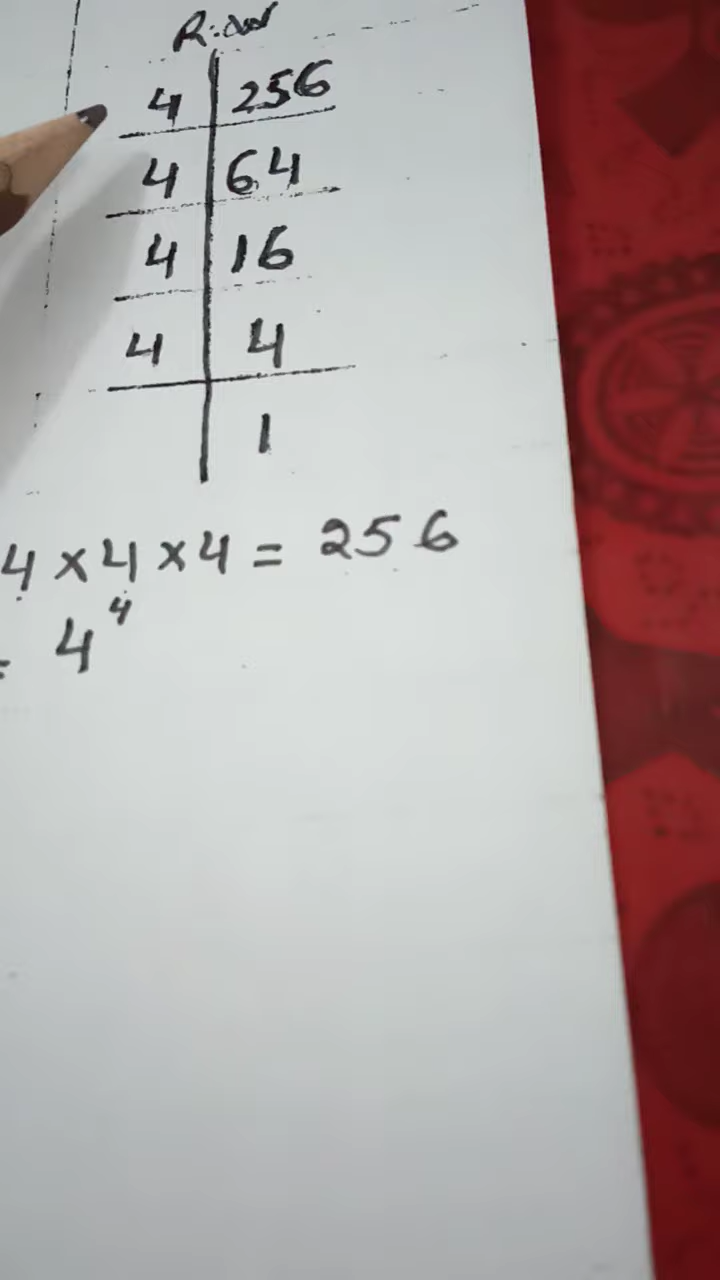 4 | 256
4 | 64
4 | 16
4 | 4
1
4 × 4 × 4 = 256
= 4⁴